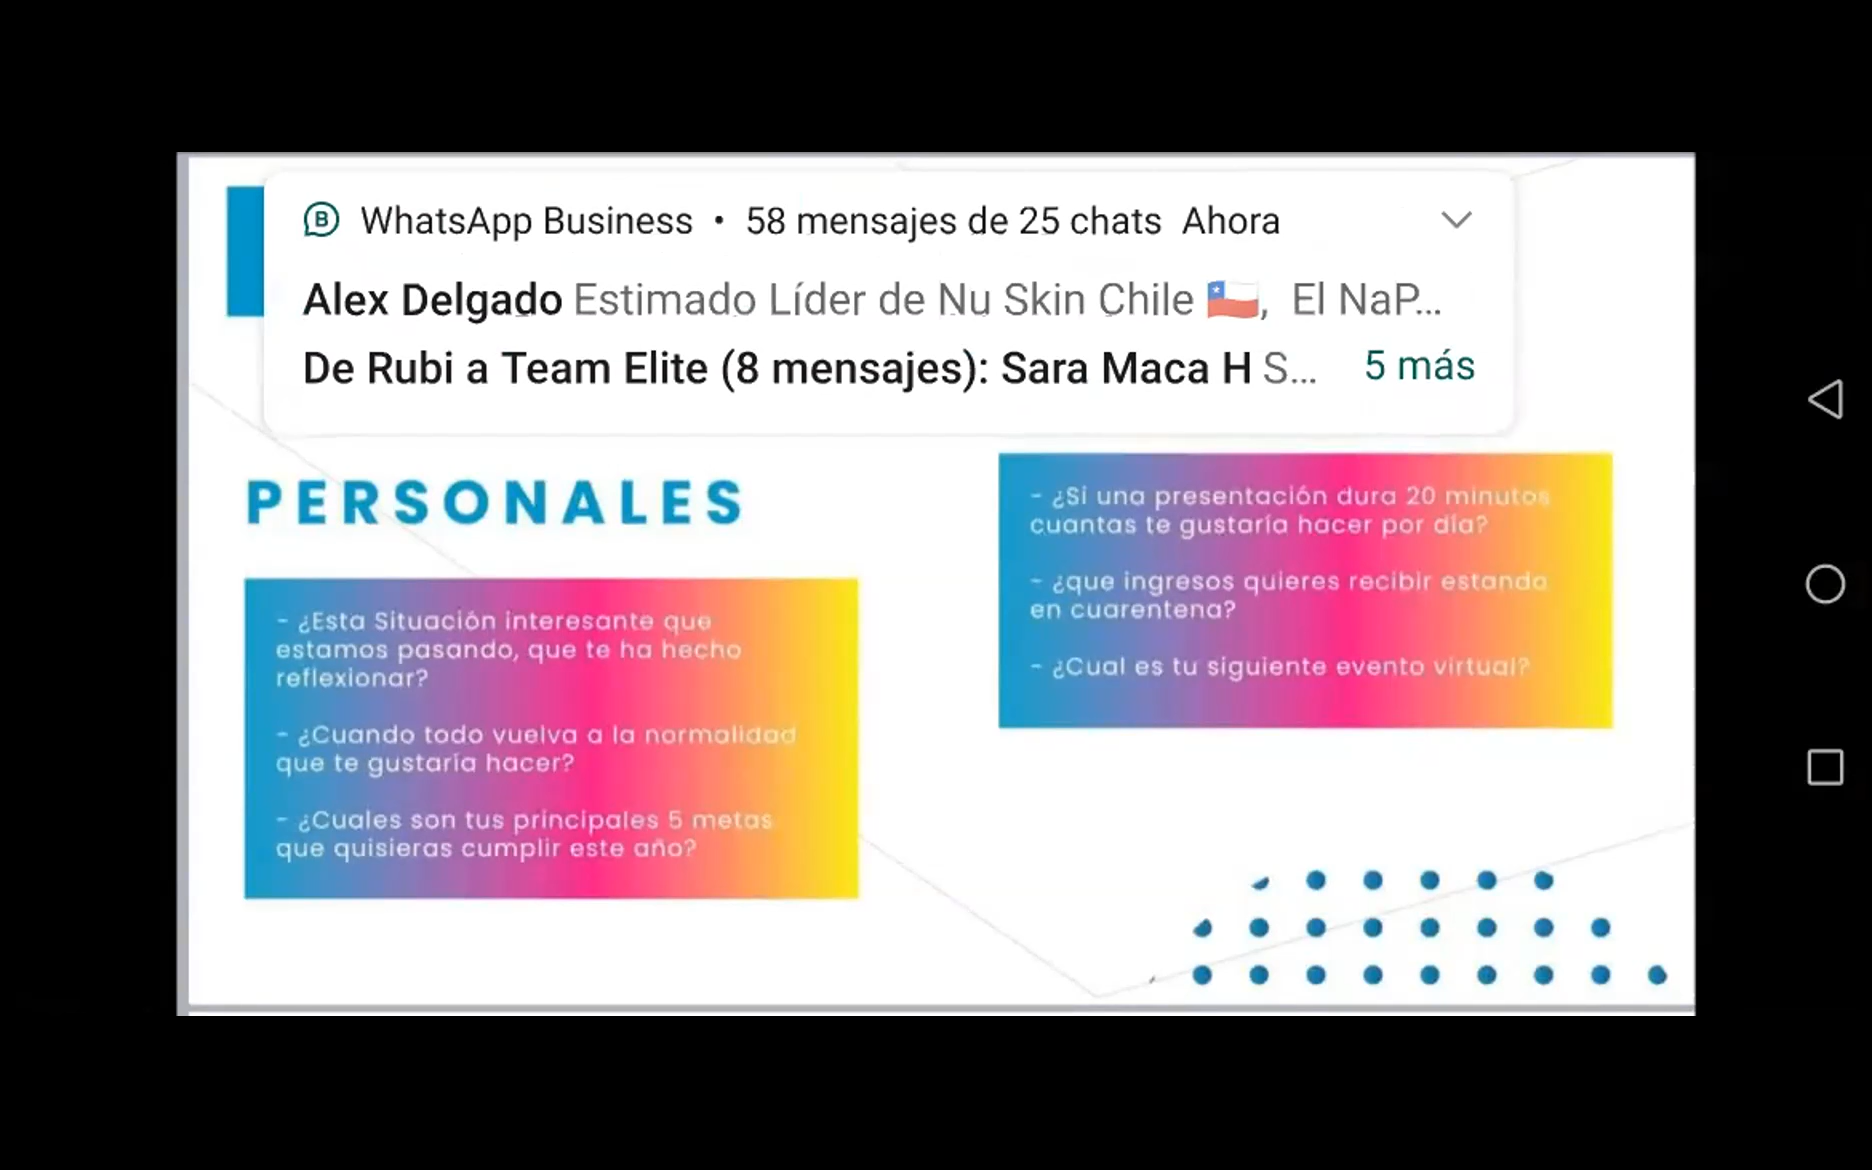 WhatsApp Business • 58 mensajes de 25 chats Ahora
Alex Delgado Estimado Líder de Nu Skin Chile 🇨🇱, El NaP...
De Rubi a Team Elite (8 mensajes): Sara Maca H S... 5 más
PERSONALES
- ¿Esta Situación interesante que
estamos pasando, que te ha hecho
reflexionar?
- ¿Cuando todo vuelva a la normalidad
que te gustaría hacer?
- ¿Cuales son tus principales 5 metas
que quisieras cumplir este año?
- ¿Si una presentación dura 20 minutos
cuantas te gustaría hacer por día?
- ¿que ingresos quieres recibir estando
en cuarentena?
- ¿Cual es tu siguiente evento virtual?